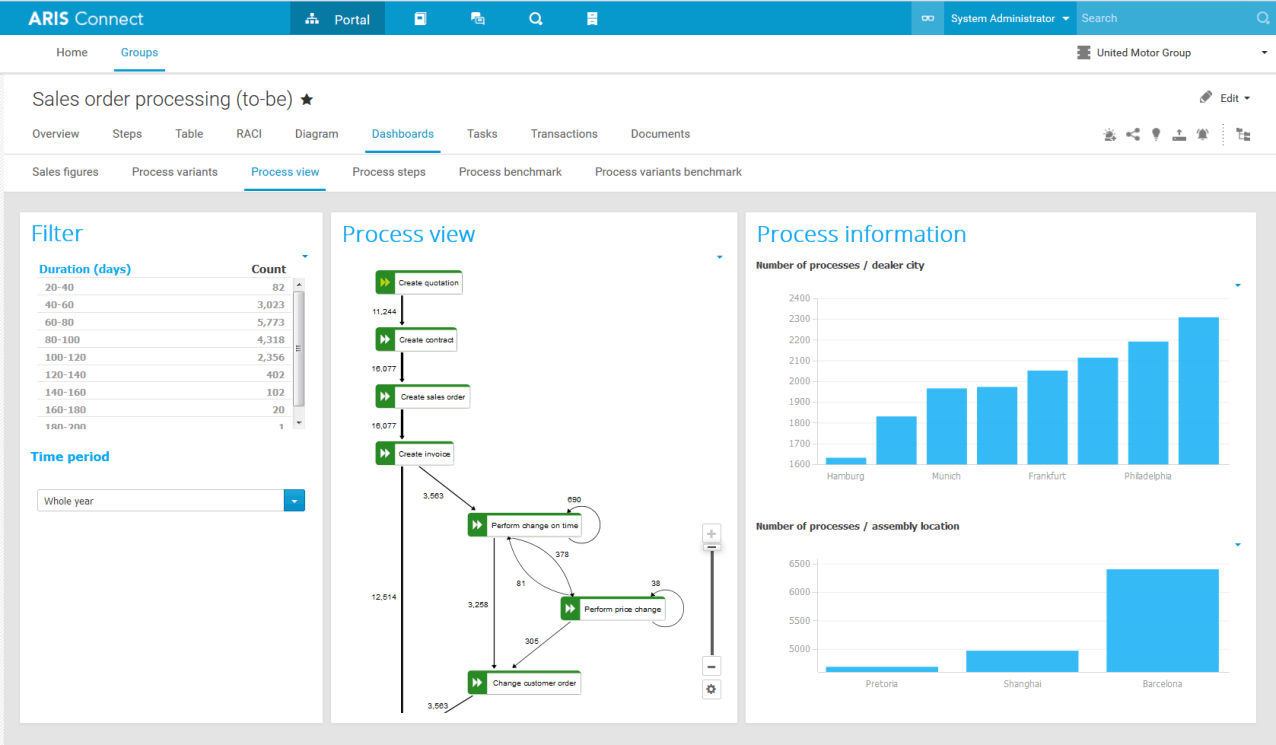 ARIS Connect Portal System Administrator Search
Home Groups United Motor Group
Sales order processing (to-be) Edit
Overview Steps Table RACI Diagram Dashboards Tasks Transactions Documents
Sales figures Process variants Process view Process steps Process benchmark Process variants benchmark
Filter
Duration (days) Count
20-40 82
40-60 3,023
60-80 5,773
80-100 4,318
100-120 2,356
120-140 402
140-160 102
160-180 20
180-200 1
Time period
Whole year
Process view
Create quotation
11,244
Create contract
16,077
Create sales order
16,077
Create invoice
3,563
690
Perform change on time
378
81
38
12,514
3,258
Perform price change
305
Change customer order
3,563
Process information
Number of processes / dealer city
2400
2300
2200
2100
2000
1900
1800
1700
1600
Hamburg Munich Frankfurt Philadelphia
Number of processes / assembly location
6500
6000
5500
5000
Pretoria Shanghai Barcelona